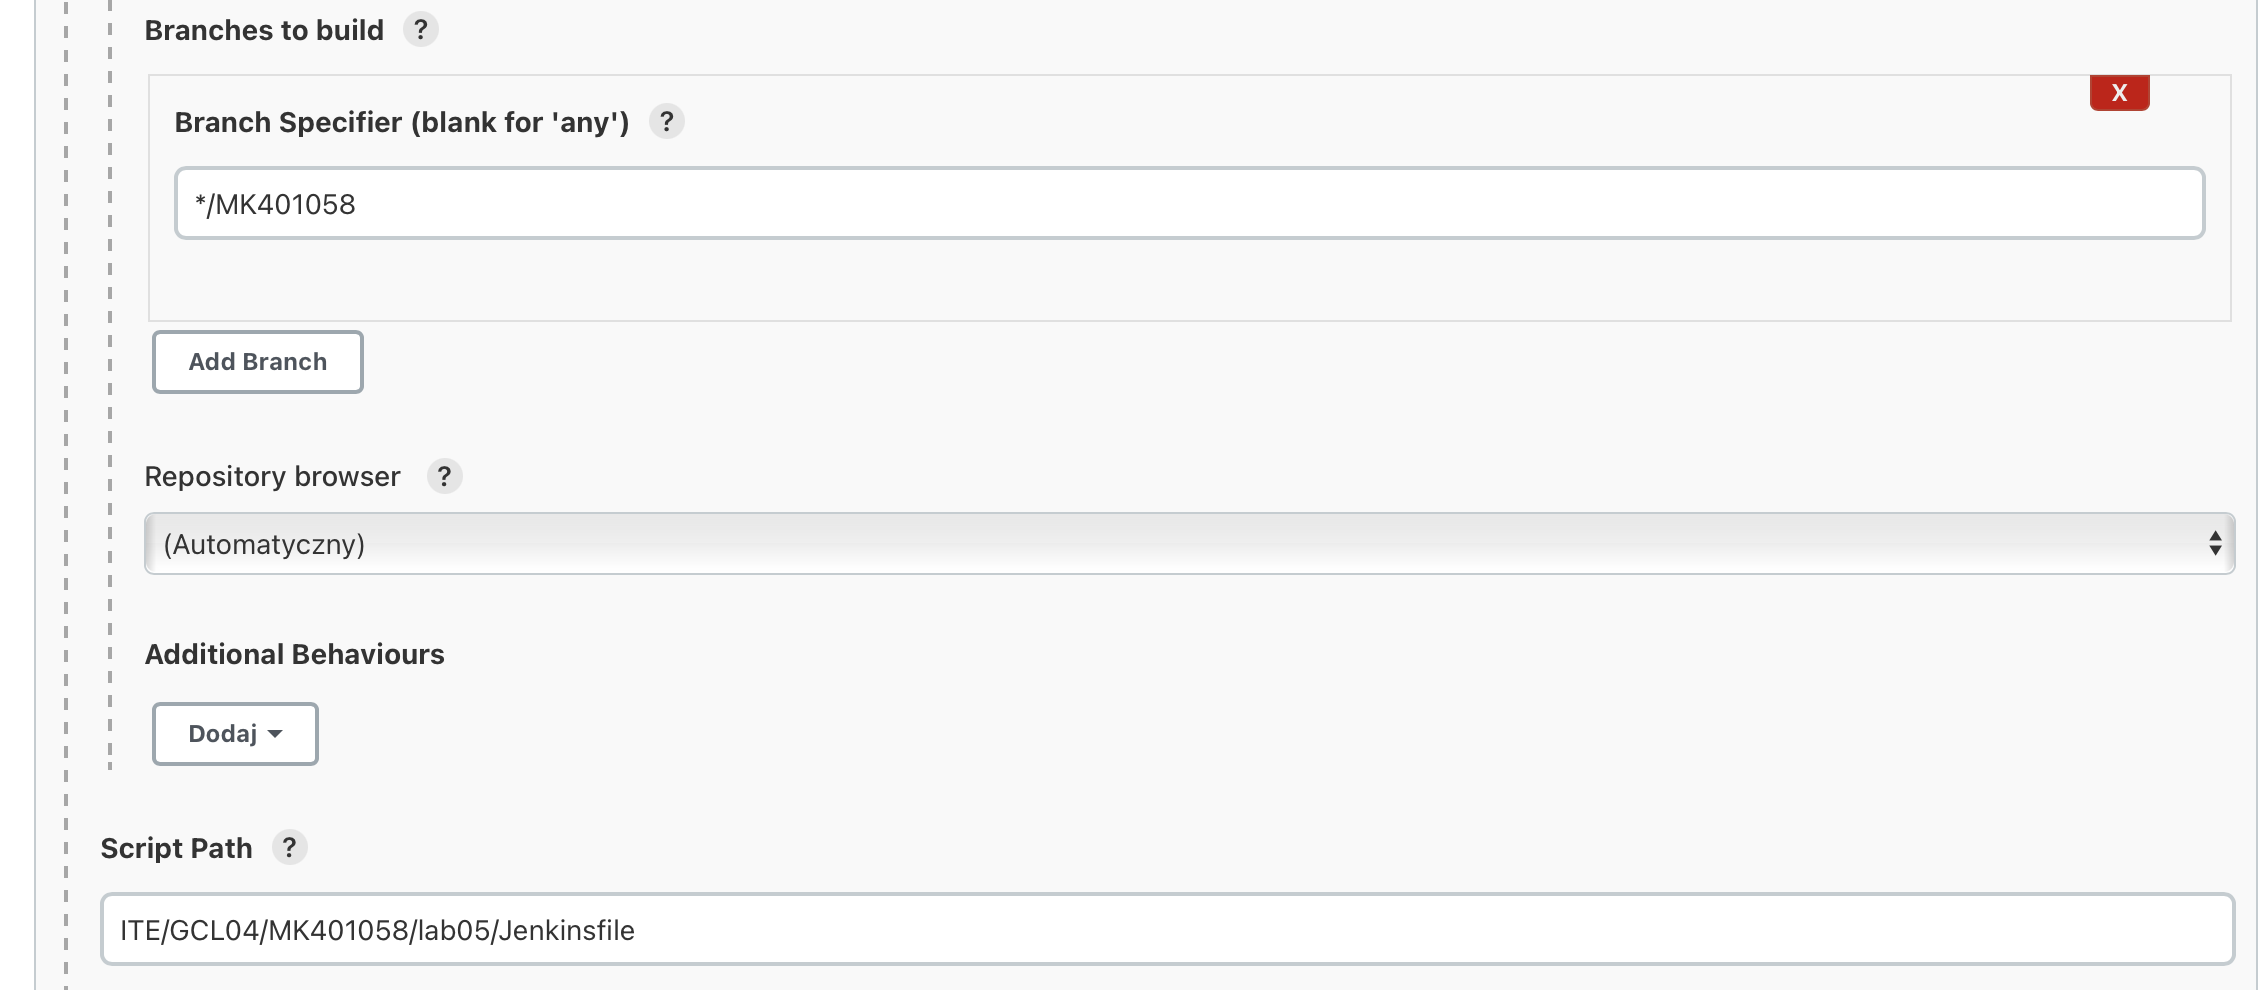 Branches to build ?
X
Branch Specifier (blank for 'any') ?
*/MK401058
Add Branch
Repository browser ?
(Automatyczny)
Additional Behaviours
Dodaj
Script Path ?
ITE/GCL04/MK401058/lab05/Jenkinsfile